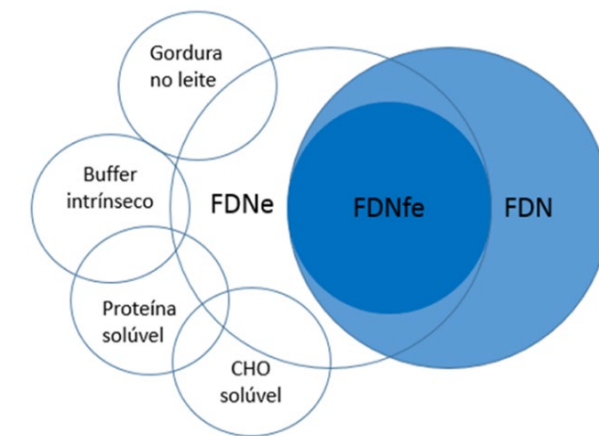 Gordura
no leite
Buffer
intrínseco
FDNe
FDNfe
FDN
Proteína
solúvel
CHO
solúvel